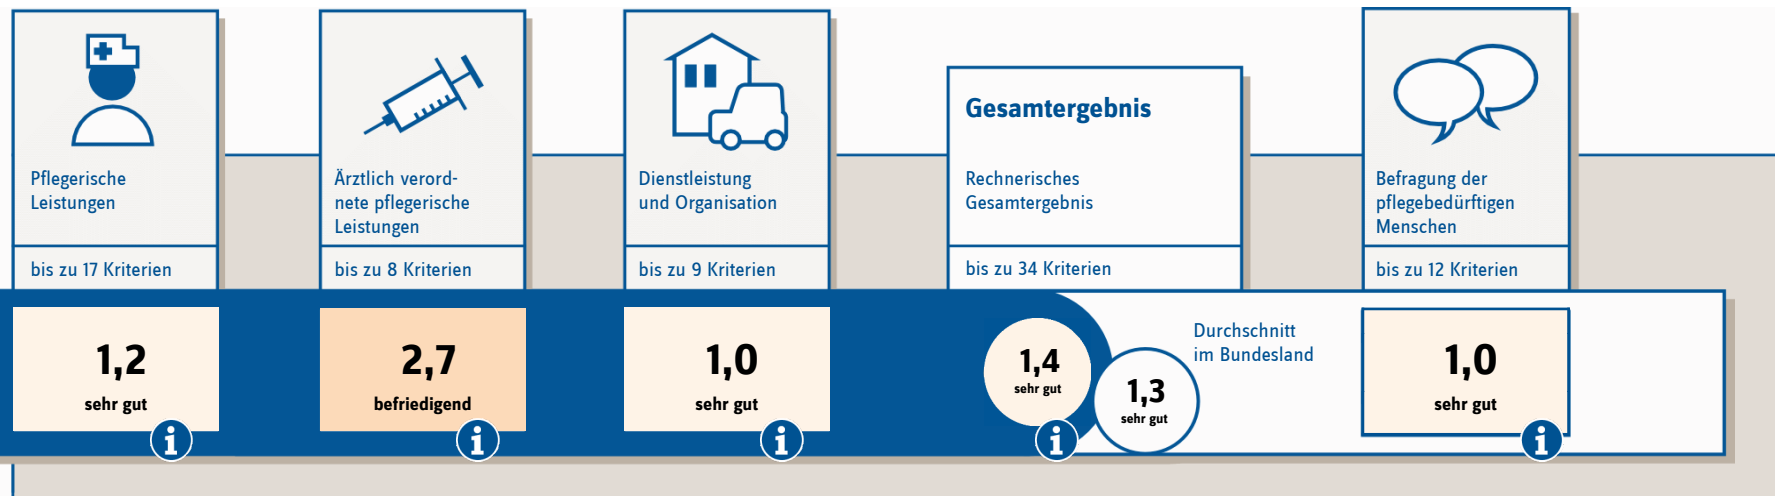 Pflegerische
Leistungen
bis zu 17 Kriterien
1,2
sehr gut
Ärztlich verord-
nete pflegerische
Leistungen
bis zu 8 Kriterien
2,7
befriedigend
Dienstleistung
und Organisation
bis zu 9 Kriterien
1,0
sehr gut
Gesamtergebnis
Rechnerisches
Gesamtergebnis
bis zu 34 Kriterien
1,4
sehr gut
Durchschnitt
im Bundesland
1,3
sehr gut
Befragung der
pflegebedürftigen
Menschen
bis zu 12 Kriterien
1,0
sehr gut